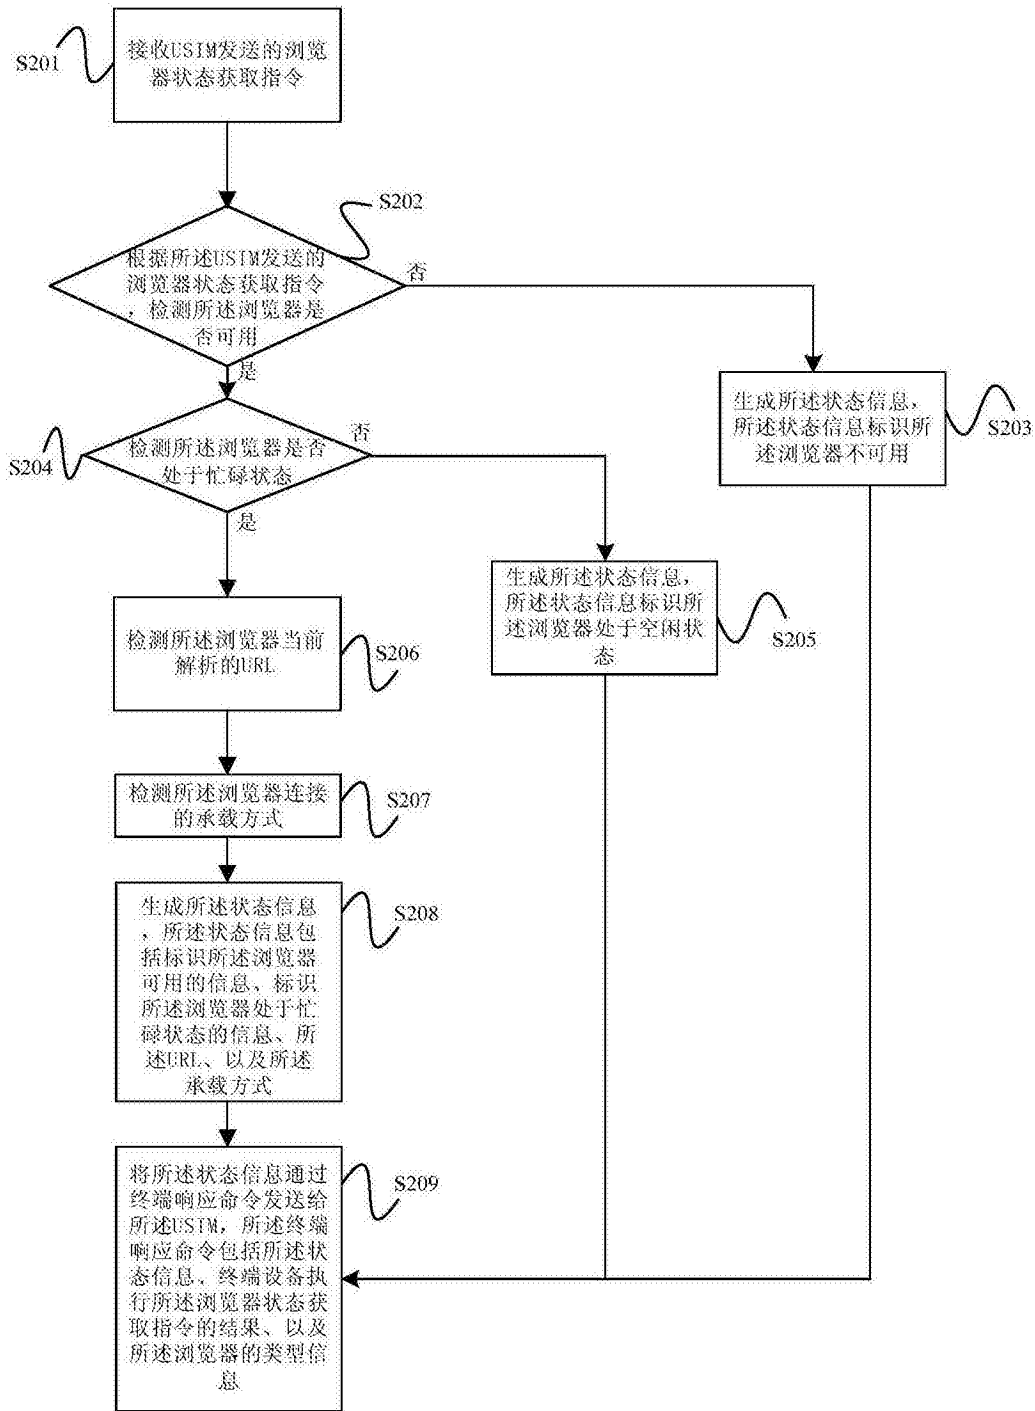 S201
接收USIM发送的浏览
器状态获取指令
S202
根据所述USIM发送的
浏览器状态获取指令
，检测所述浏览器是
否可用
否
是
生成所述状态信息，
所述状态信息标识所
述浏览器不可用
S203
S204
检测所述浏览器是否
处于忙碌状态
否
是
生成所述状态信息，
所述状态信息标识所
述浏览器处于空闲状
态
S205
检测所述浏览器当前
解析的URL
S206
检测所述浏览器连接
的承载方式
S207
生成所述状态信息
，所述状态信息包
括标识所述浏览器
可用的信息、标识
所述浏览器处于忙
碌状态的信息、所
述URL、以及所述
承载方式
S208
将所述状态信息通过
终端响应命令发送给
所述USIM，所述终端
响应命令包括所述状
态信息、终端设备执
行所述浏览器状态获
取指令的结果、以及
所述浏览器的类型信
息
S209